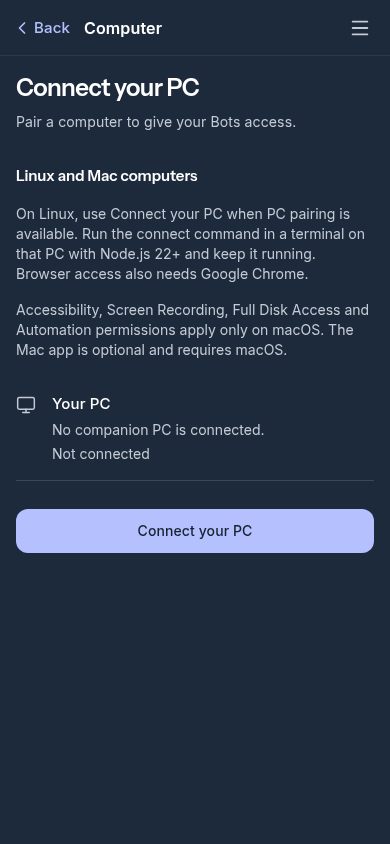 Back
Computer
Connect your PC
Pair a computer to give your Bots access.
Linux and Mac computers
On Linux, use Connect your PC when PC pairing is
available. Run the connect command in a terminal on
that PC with Node.js 22+ and keep it running.
Browser access also needs Google Chrome.
Accessibility, Screen Recording, Full Disk Access and
Automation permissions apply only on macOS. The
Mac app is optional and requires macOS.
Your PC
No companion PC is connected.
Not connected
Connect your PC